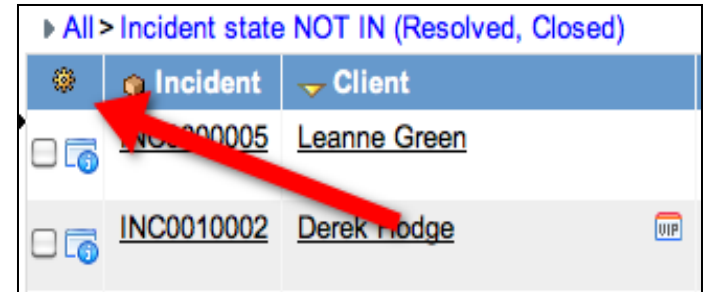 All > Incident state NOT IN (Resolved, Closed)
Incident Client
Leanne Green
INC0010002 Derek Hodge VIP